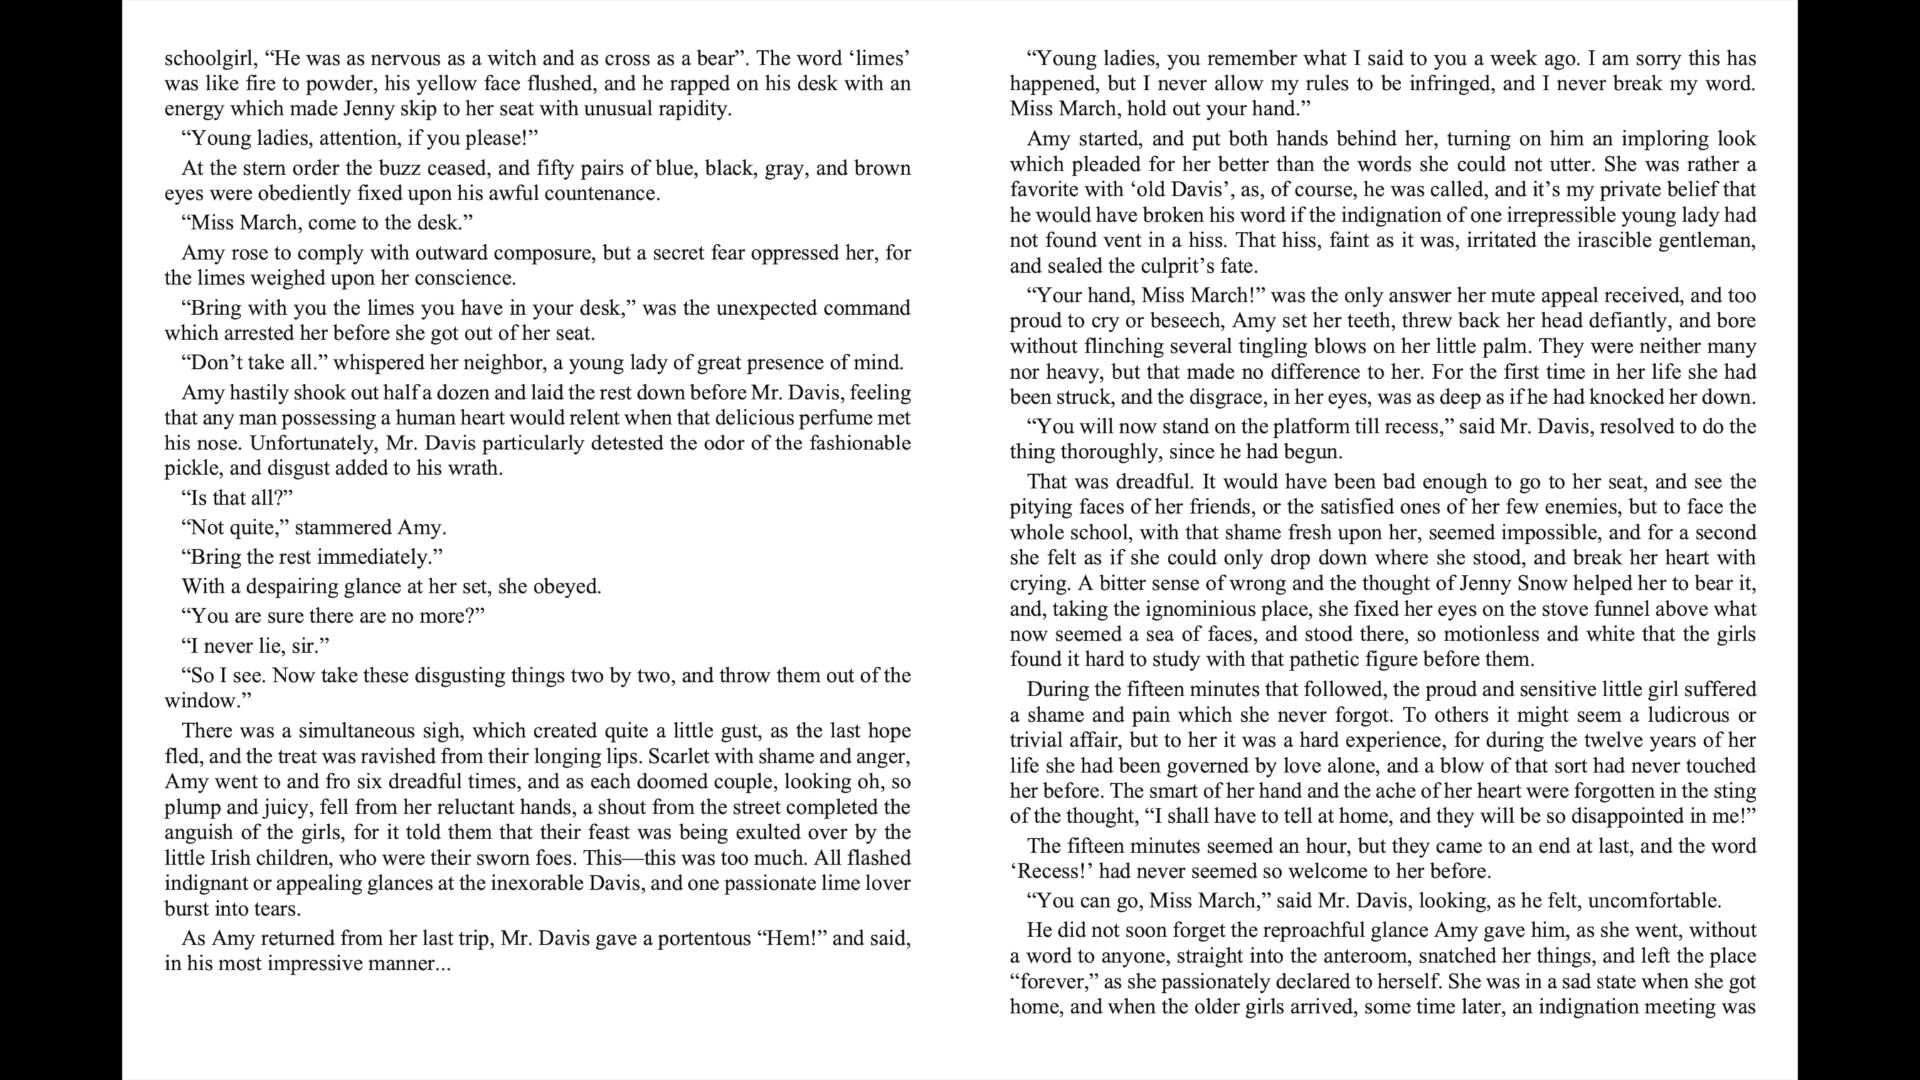 schoolgirl, “He was as nervous as a witch and as cross as a bear”. The word ‘limes’
was like fire to powder, his yellow face flushed, and he rapped on his desk with an
energy which made Jenny skip to her seat with unusual rapidity.
“Young ladies, attention, if you please!”
At the stern order the buzz ceased, and fifty pairs of blue, black, gray, and brown
eyes were obediently fixed upon his awful countenance.
“Miss March, come to the desk.”
Amy rose to comply with outward composure, but a secret fear oppressed her, for
the limes weighed upon her conscience.
“Bring with you the limes you have in your desk,” was the unexpected command
which arrested her before she got out of her seat.
“Don’t take all.” whispered her neighbor, a young lady of great presence of mind.
Amy hastily shook out half a dozen and laid the rest down before Mr. Davis, feeling
that any man possessing a human heart would relent when that delicious perfume met
his nose. Unfortunately, Mr. Davis particularly detested the odor of the fashionable
pickle, and disgust added to his wrath.
“Is that all?”
“Not quite,” stammered Amy.
“Bring the rest immediately.”
With a despairing glance at her set, she obeyed.
“You are sure there are no more?”
“I never lie, sir.”
“So I see. Now take these disgusting things two by two, and throw them out of the
window.”
There was a simultaneous sigh, which created quite a little gust, as the last hope
fled, and the treat was ravished from their longing lips. Scarlet with shame and anger,
Amy went to and fro six dreadful times, and as each doomed couple, looking oh, so
plump and juicy, fell from her reluctant hands, a shout from the street completed the
anguish of the girls, for it told them that their feast was being exulted over by the
little Irish children, who were their sworn foes. This—this was too much. All flashed
indignant or appealing glances at the inexorable Davis, and one passionate lime lover
burst into tears.
As Amy returned from her last trip, Mr. Davis gave a portentous “Hem!” and said,
in his most impressive manner...
“Young ladies, you remember what I said to you a week ago. I am sorry this has
happened, but I never allow my rules to be infringed, and I never break my word.
Miss March, hold out your hand.”
Amy started, and put both hands behind her, turning on him an imploring look
which pleaded for her better than the words she could not utter. She was rather a
favorite with ‘old Davis’, as, of course, he was called, and it’s my private belief that
he would have broken his word if the indignation of one irrepressible young lady had
not found vent in a hiss. That hiss, faint as it was, irritated the irascible gentleman,
and sealed the culprit’s fate.
“Your hand, Miss March!” was the only answer her mute appeal received, and too
proud to cry or beseech, Amy set her teeth, threw back her head defiantly, and bore
without flinching several tingling blows on her little palm. They were neither many
nor heavy, but that made no difference to her. For the first time in her life she had
been struck, and the disgrace, in her eyes, was as deep as if he had knocked her down.
“You will now stand on the platform till recess,” said Mr. Davis, resolved to do the
thing thoroughly, since he had begun.
That was dreadful. It would have been bad enough to go to her seat, and see the
pitying faces of her friends, or the satisfied ones of her few enemies, but to face the
whole school, with that shame fresh upon her, seemed impossible, and for a second
she felt as if she could only drop down where she stood, and break her heart with
crying. A bitter sense of wrong and the thought of Jenny Snow helped her to bear it,
and, taking the ignominious place, she fixed her eyes on the stove funnel above what
now seemed a sea of faces, and stood there, so motionless and white that the girls
found it hard to study with that pathetic figure before them.
During the fifteen minutes that followed, the proud and sensitive little girl suffered
a shame and pain which she never forgot. To others it might seem a ludicrous or
trivial affair, but to her it was a hard experience, for during the twelve years of her
life she had been governed by love alone, and a blow of that sort had never touched
her before. The smart of her hand and the ache of her heart were forgotten in the sting
of the thought, “I shall have to tell at home, and they will be so disappointed in me!”
The fifteen minutes seemed an hour, but they came to an end at last, and the word
‘Recess!’ had never seemed so welcome to her before.
“You can go, Miss March,” said Mr. Davis, looking, as he felt, uncomfortable.
He did not soon forget the reproachful glance Amy gave him, as she went, without
a word to anyone, straight into the anteroom, snatched her things, and left the place
“forever,” as she passionately declared to herself. She was in a sad state when she got
home, and when the older girls arrived, some time later, an indignation meeting was